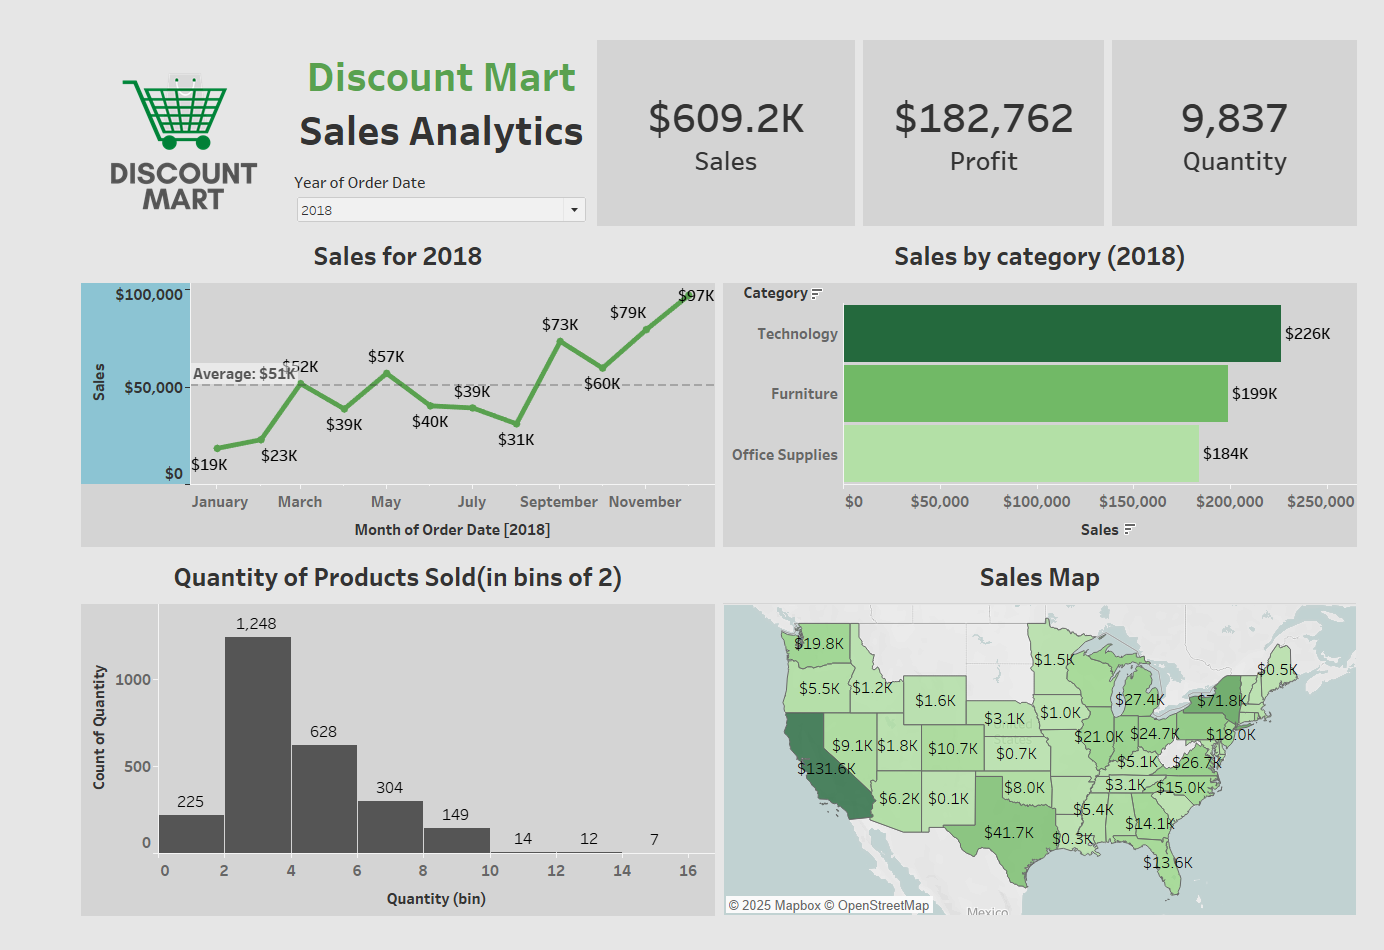 DISCOUNT
MART
Discount Mart
Sales Analytics
Year of Order Date
2018
$609.2K
Sales
$182,762
Profit
9,837
Quantity
Sales for 2018
$100,000
$50,000
$0
Sales
Average: $51K
$19K
$23K
$52K
$39K
$57K
$40K
$39K
$31K
$73K
$60K
$79K
$97K
January March May July September November
Month of Order Date [2018]
Sales by category (2018)
Category
Technology $226K
Furniture $199K
Office Supplies $184K
$0 $50,000 $100,000 $150,000 $200,000 $250,000
Sales
Quantity of Products Sold(in bins of 2)
Count of Quantity
1000
500
0
225
1,248
628
304
149
14
12
7
0 2 4 6 8 10 12 14 16
Quantity (bin)
Sales Map
$19.8K
$1.5K
$0.5K
$5.5K
$1.2K
$1.6K
$27.4K
$71.8K
$3.1K
$1.0K
$9.1K
$1.8K
$10.7K
$0.7K
$21.0K
$24.7K
$18.0K
$131.6K
$5.1K
$26.7K
$6.2K
$0.1K
$8.0K
$3.1K
$15.0K
$41.7K
$5.4K
$0.3K
$14.1K
$13.6K
Mexico
© 2025 Mapbox © OpenStreetMap